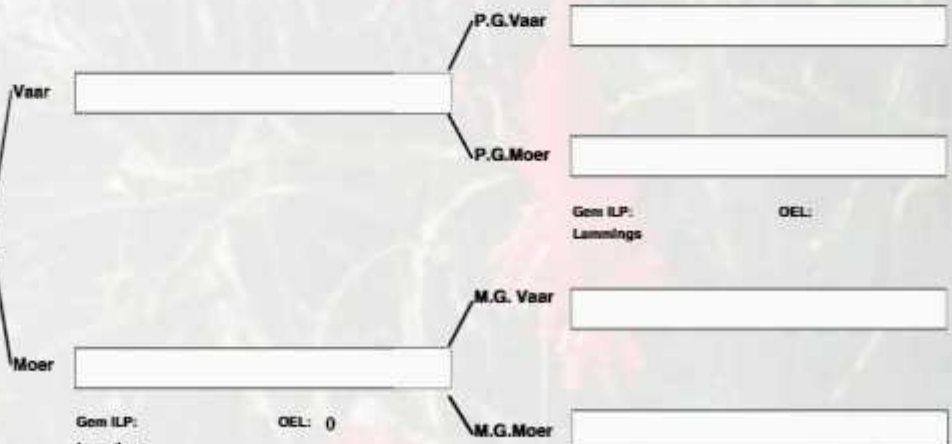 P.G.Vaar
Vaar
P.G.Moer
Gem ILP: OEL:
Lammings
M.G. Vaar
Moer
Gem ILP: OEL: 0
M.G.Moer